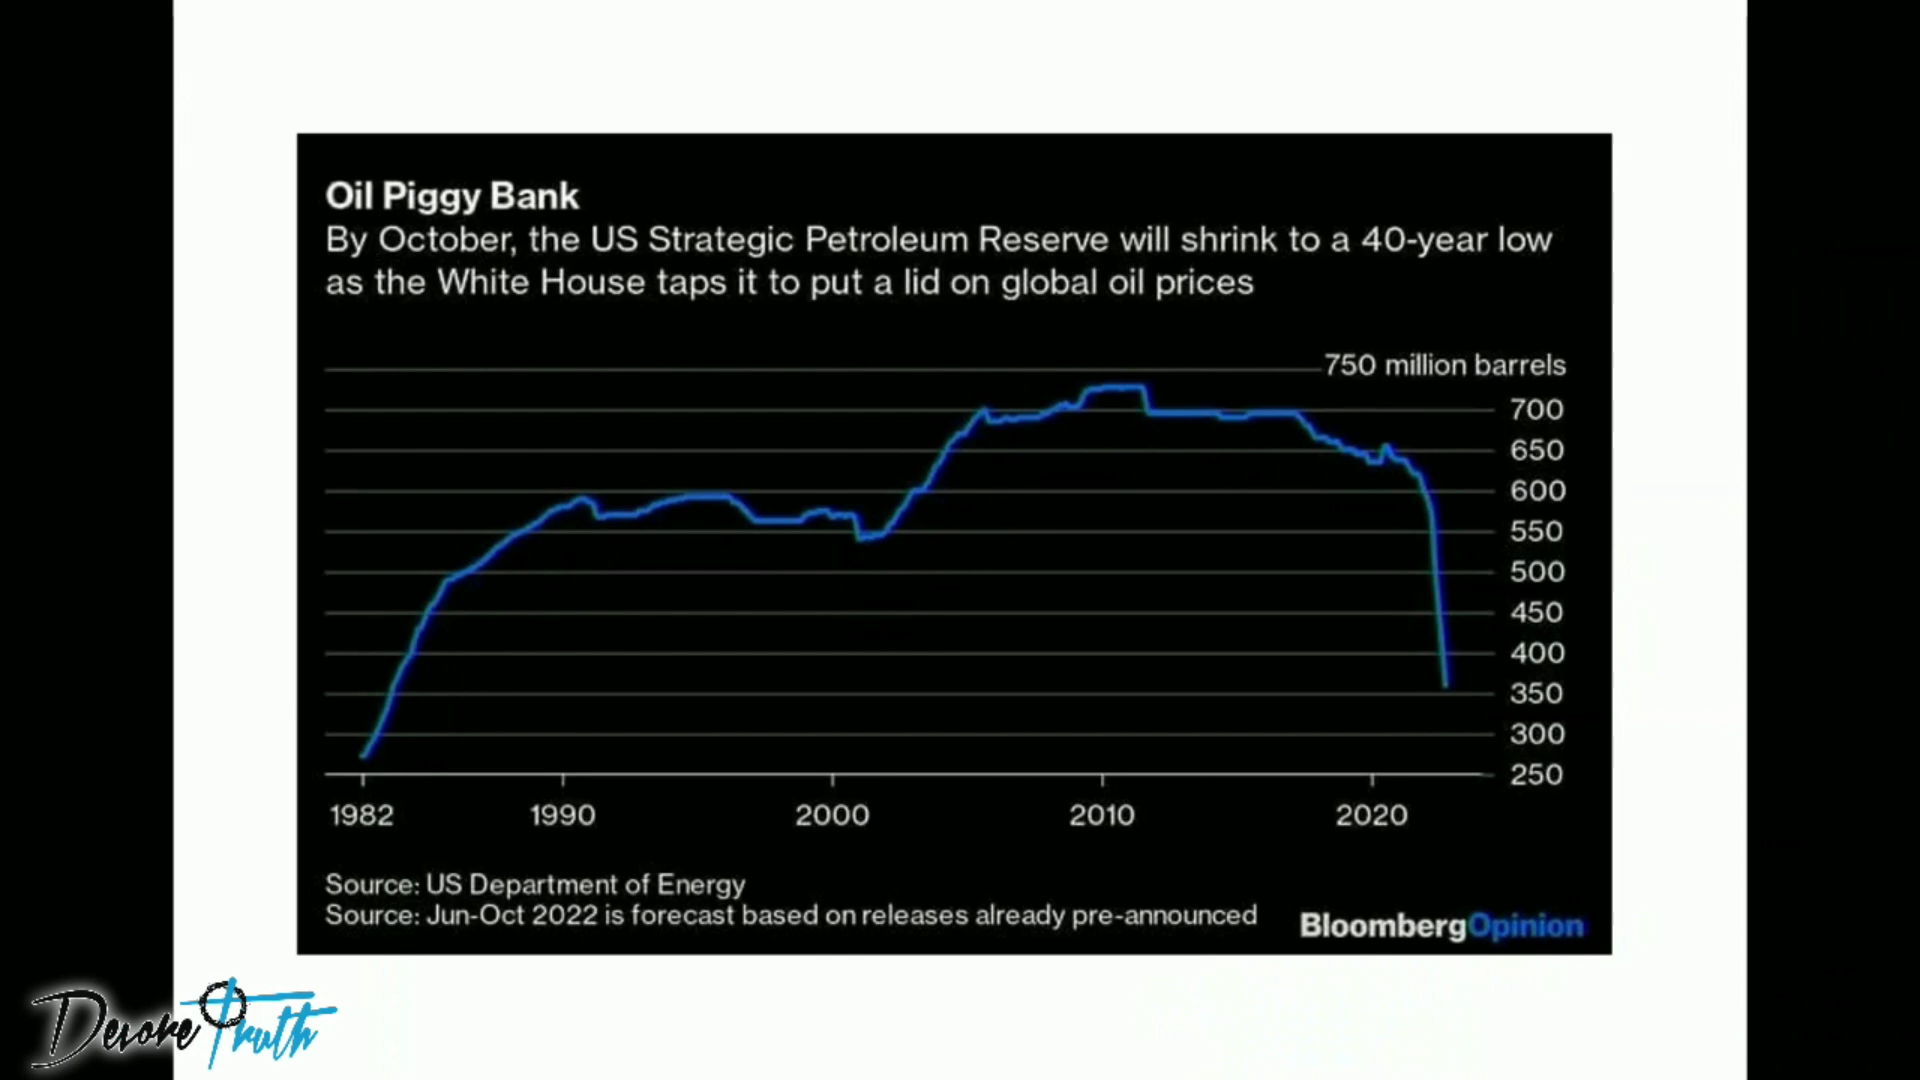 Oil Piggy Bank
By October, the US Strategic Petroleum Reserve will shrink to a 40-year low
as the White House taps it to put a lid on global oil prices
750 million barrels
700
650
600
550
500
450
400
350
300
250
1982 1990 2000 2010 2020
Source: US Department of Energy
Source: Jun-Oct 2022 is forecast based on releases already pre-announced
BloombergOpinion
Truth